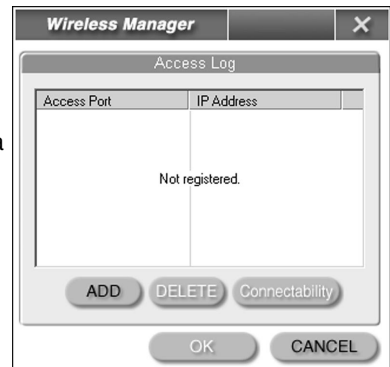 Wireless Manager
Access Log
Access Port IP Address
Not registered.
ADD DELETE Connectability
OK CANCEL